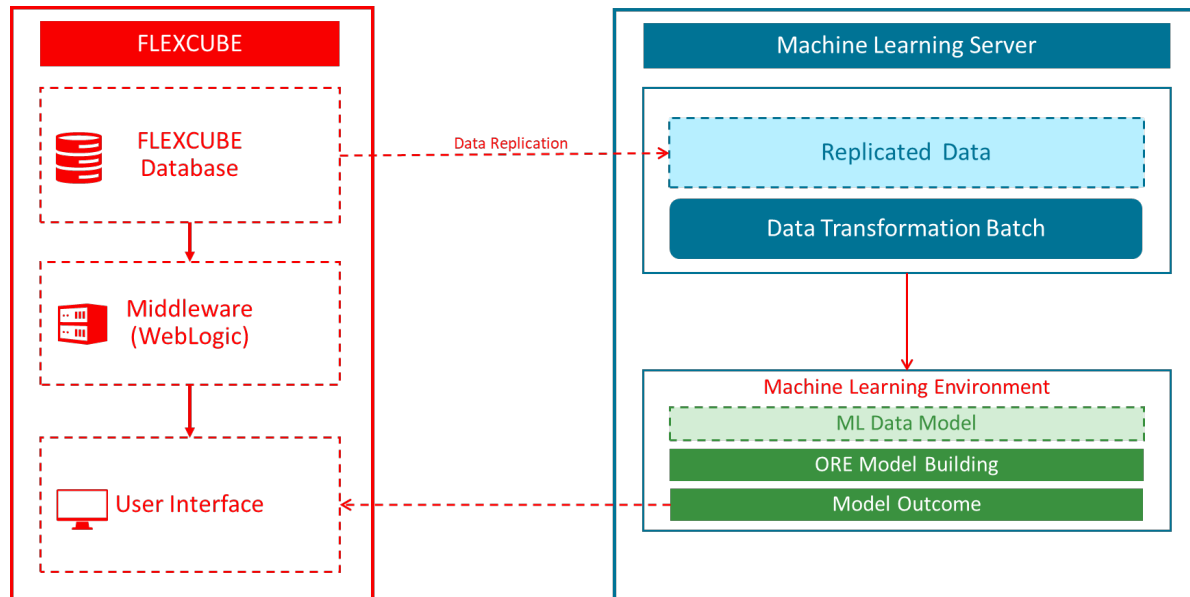 FLEXCUBE
FLEXCUBE
Database
Middleware
(WebLogic)
User Interface
Data Replication
Machine Learning Server
Replicated Data
Data Transformation Batch
Machine Learning Environment
ML Data Model
ORE Model Building
Model Outcome